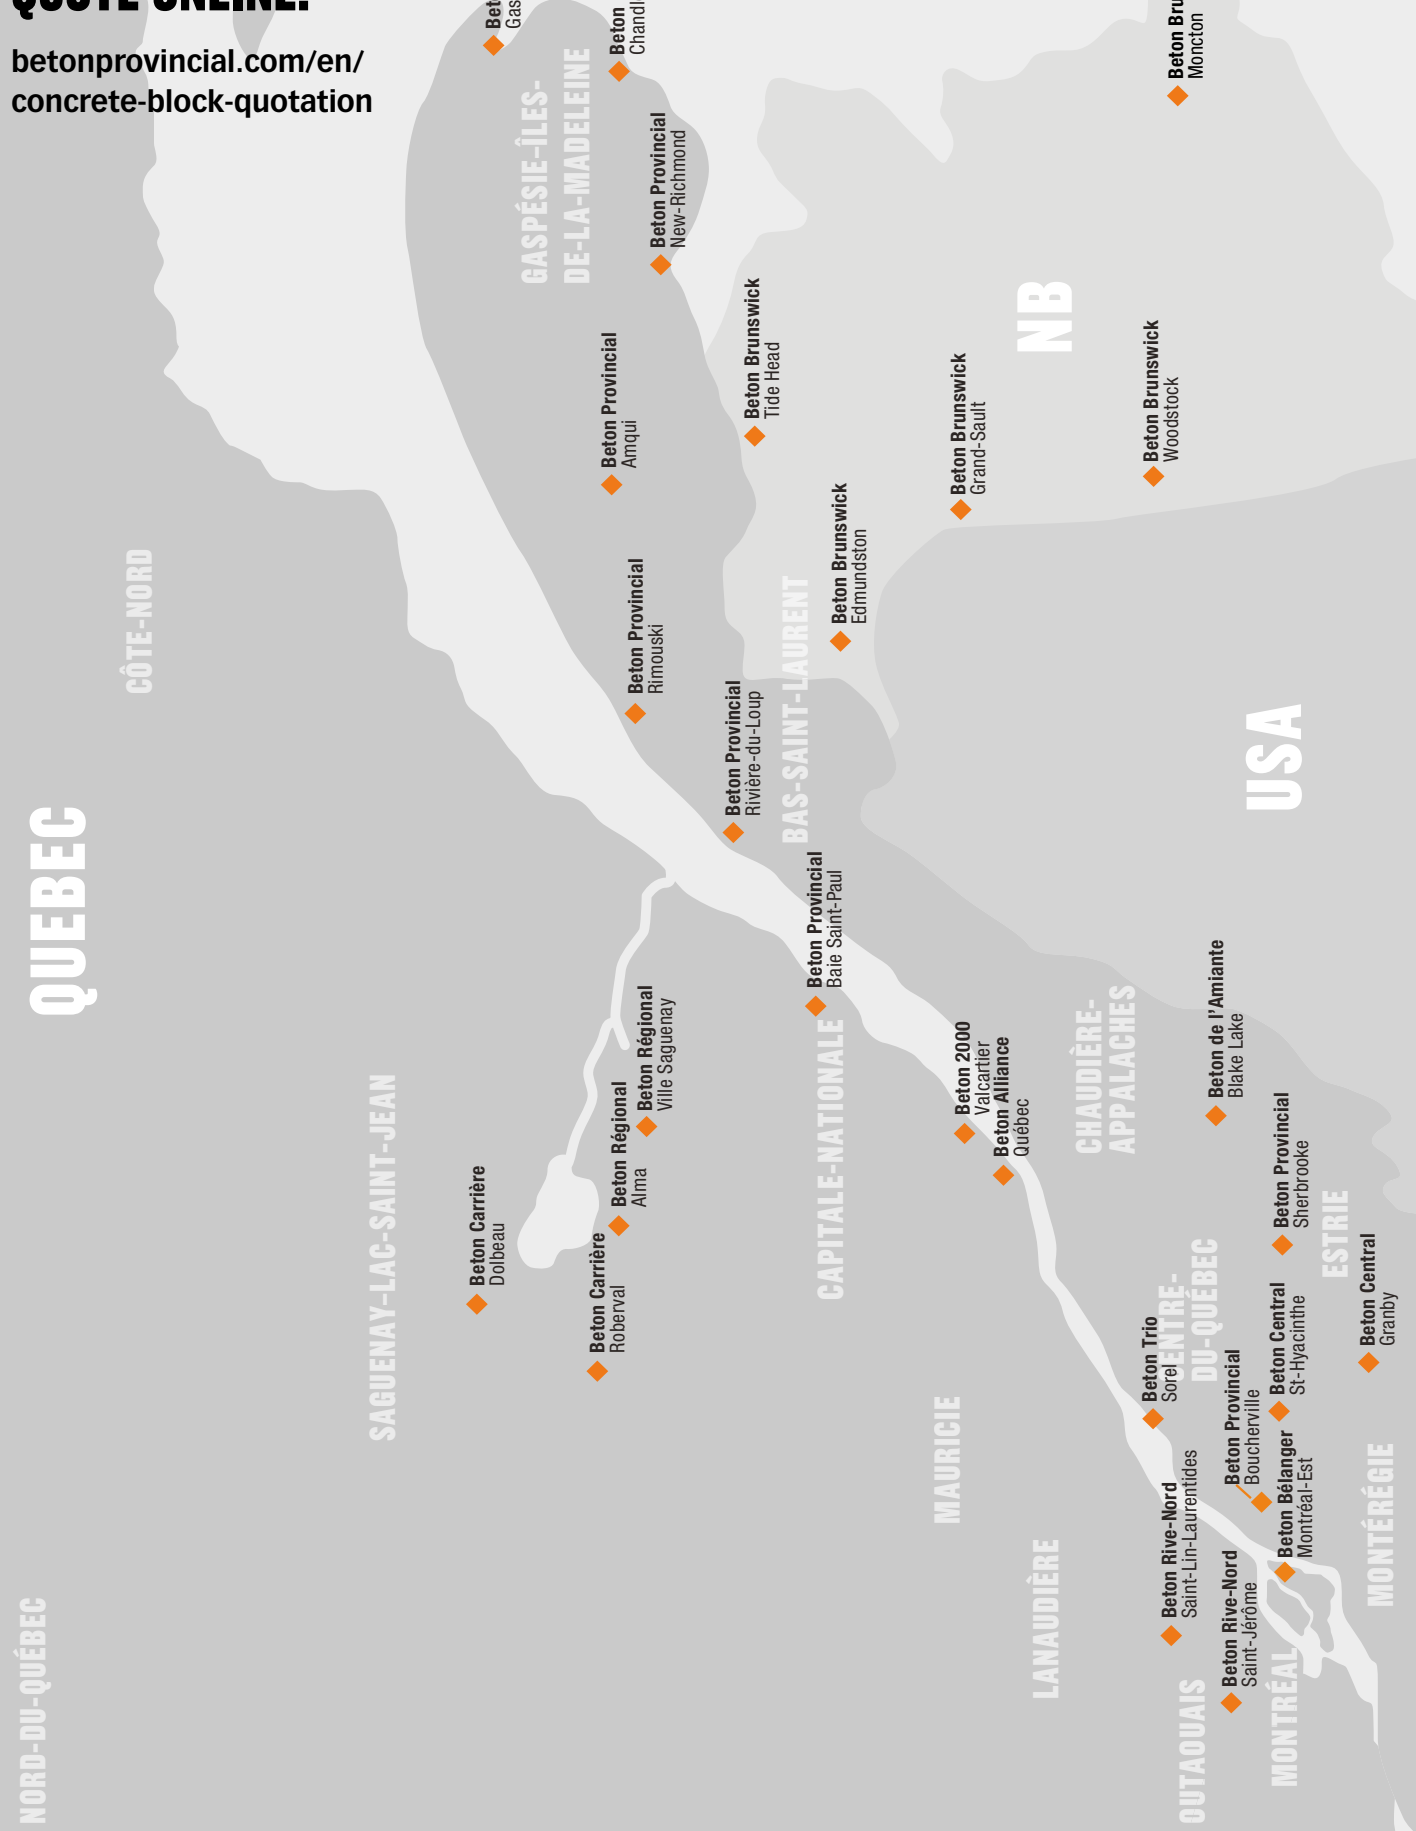 QUOTE ONLINE:
betonprovincial.com/en/
concrete-block-quotation
QUEBEC
NORD-DU-QUÉBEC
CÔTE-NORD
SAGUENAY-LAC-SAINT-JEAN
GASPÉSIE-ÎLES-
DE-LA-MADELEINE
Beton Carrière
Dolbeau
Beton Carrière
Roberval
Beton Régional
Alma
Beton Régional
Ville Saguenay
Beton
Chandl
Beton Provincial
New-Richmond
Beton Provincial
Amqui
Beton Provincial
Rimouski
Beton Provincial
Rivière-du-Loup
BAS-SAINT-LAURENT
Beton Provincial
Baie Saint-Paul
CAPITALE-NATIONALE
Beton Brunswick
Tide Head
Beton Brunswick
Edmundston
Beton Brunswick
Grand-Sault
NB
Beton Brunswick
Woodstock
Beton Bru
Moncton
USA
MAURICIE
LANAUDIÈRE
Beton 2000
Valcartier
Beton Alliance
Québec
CHAUDIÈRE-
APPALACHES
Beton de l'Amiante
Blake Lake
Beton Provincial
Sherbrooke
ESTRIE
Beton Trio
Sorel
DU-QUÉBEC
Beton Provincial
Boucherville
Beton Central
St-Hyacinthe
Beton Central
Granby
Beton Rive-Nord
Saint-Lin-Laurentides
Beton Rive-Nord
Saint-Jérôme
Beton Bélanger
Montréal-Est
OUTAOUAIS
MONTRÉAL
MONTÉRÉGIE